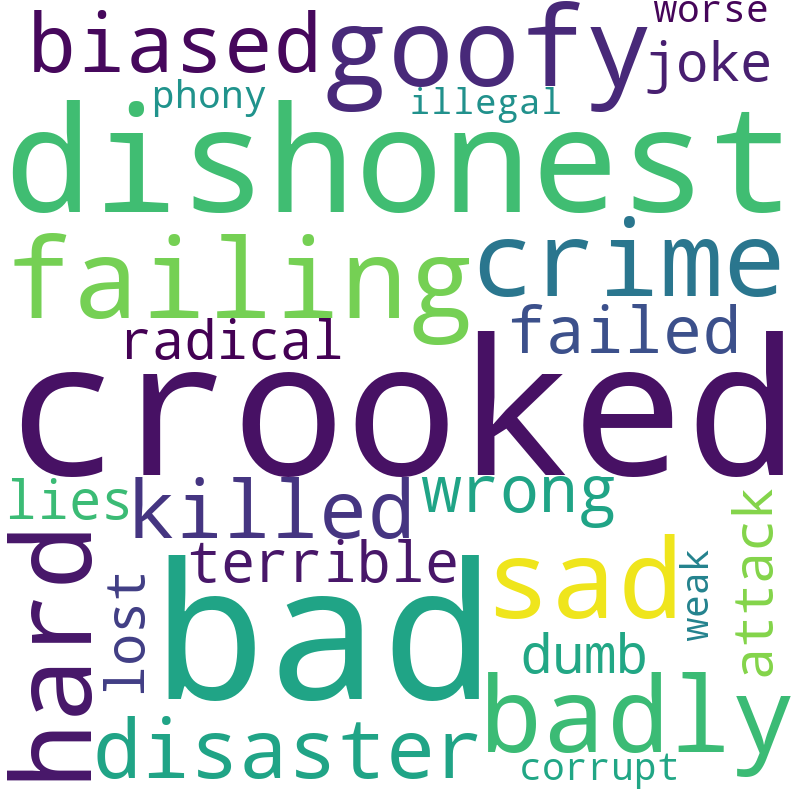 worse
biased
goofy
joke
phony
illegal
dishonest
failing
crime
radical
failed
crooked
lies
killed
wrong
attack
hard
terrible
sad
weak
lost
bad
dumb
badly
disaster
corrupt